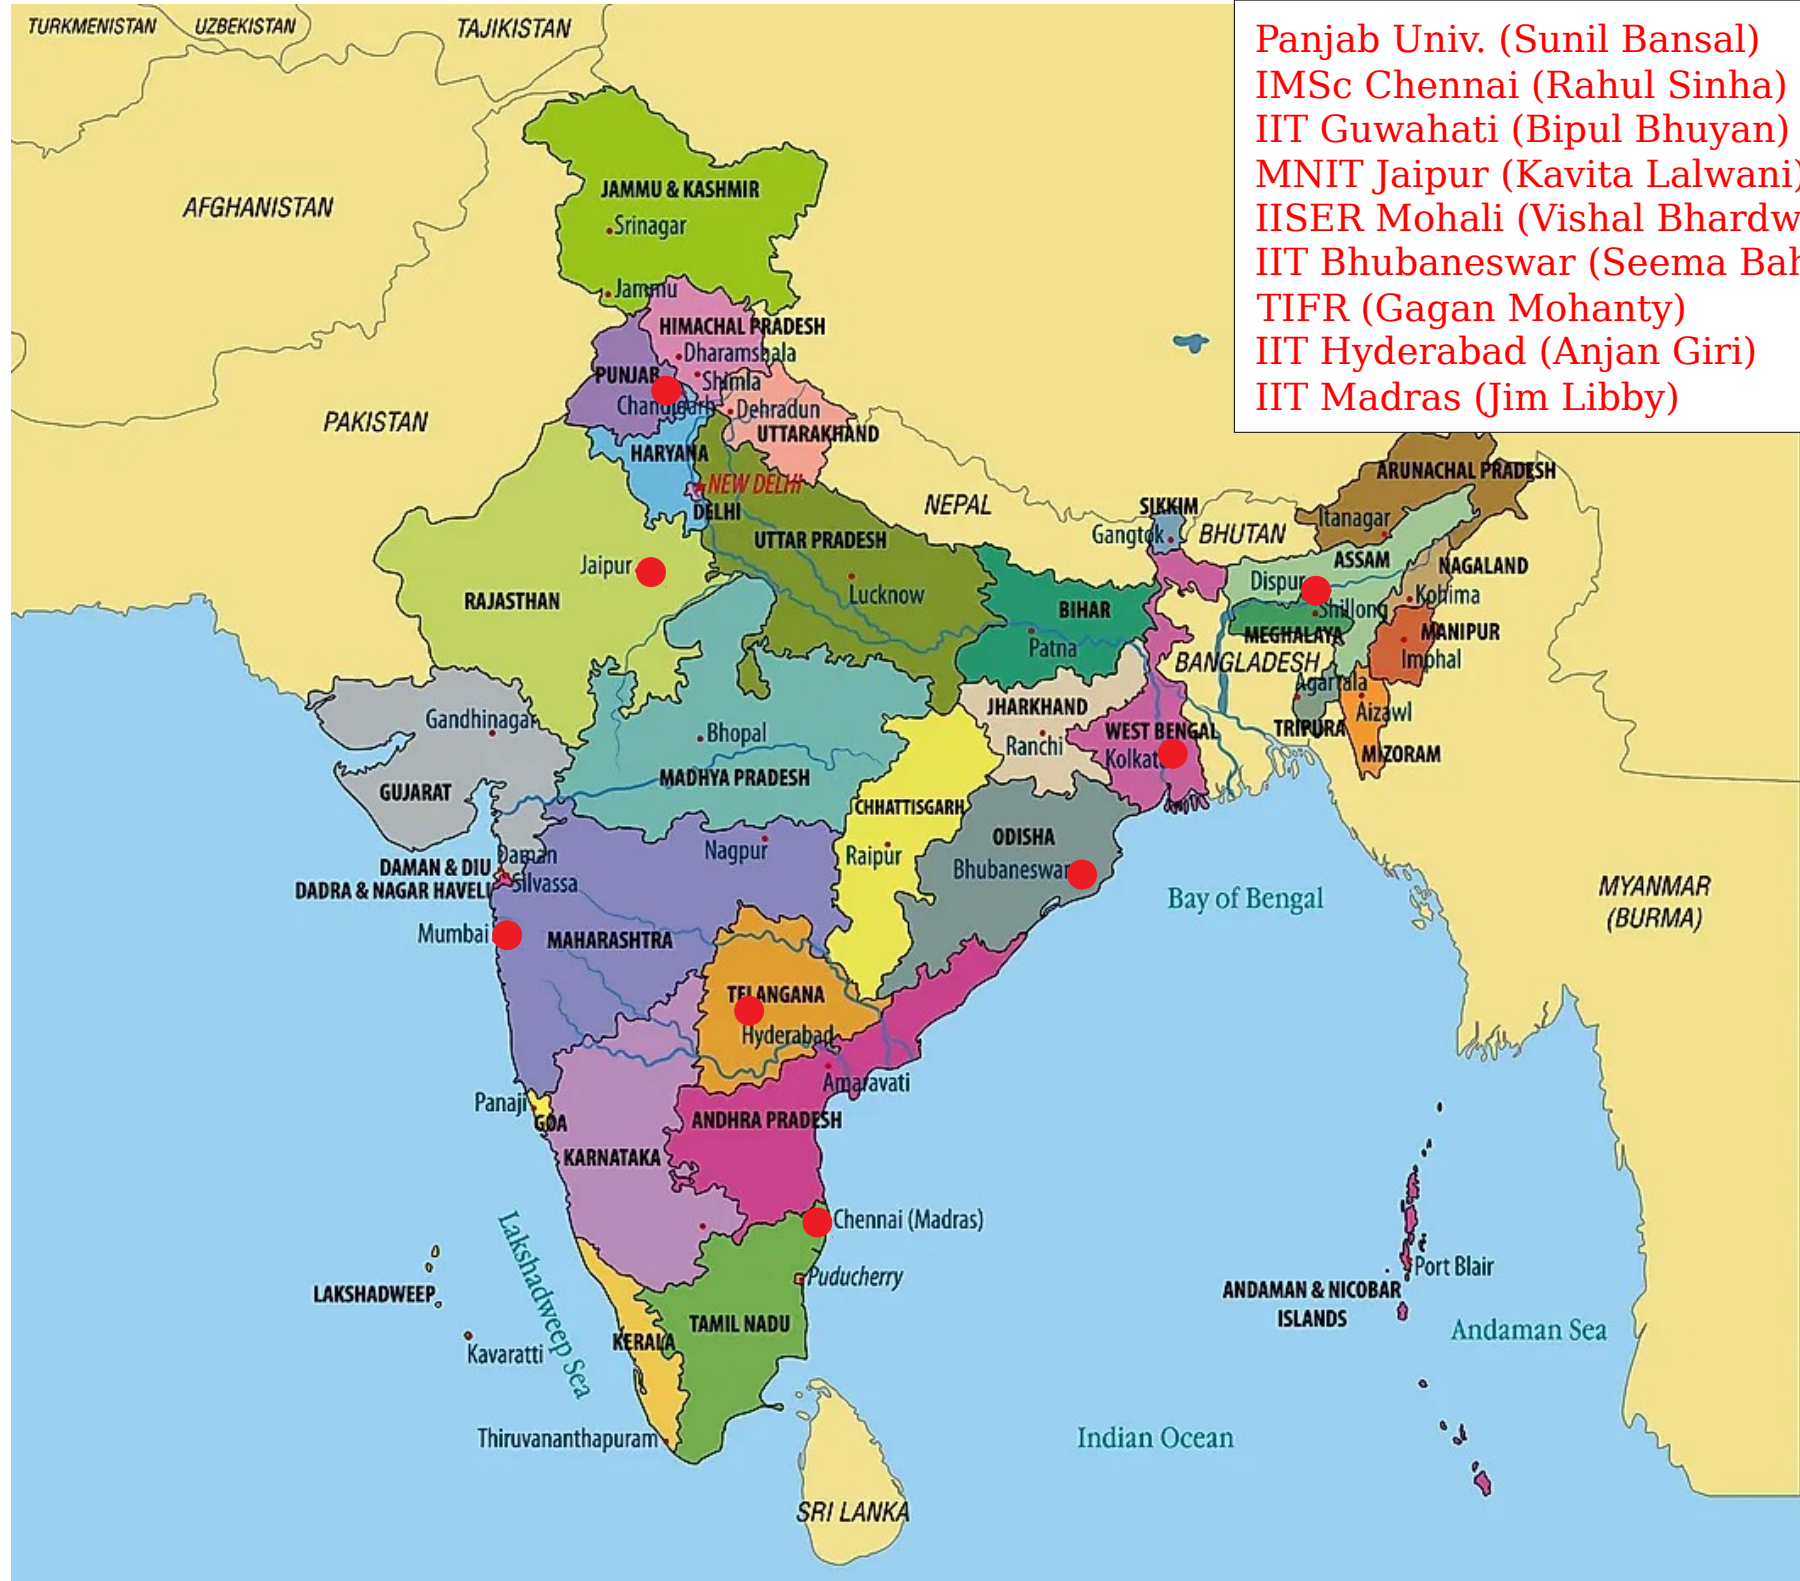 TURKMENISTAN
UZBEKISTAN
TAJIKISTAN
Panjab Univ. (Sunil Bansal)
IMSc Chennai (Rahul Sinha)
IIT Guwahati (Bipul Bhuyan)
MNIT Jaipur (Kavita Lalwani)
IISER Mohali (Vishal Bhardw
IIT Bhubaneswar (Seema Bah
TIFR (Gagan Mohanty)
IIT Hyderabad (Anjan Giri)
IIT Madras (Jim Libby)
AFGHANISTAN
JAMMU & KASHMIR
Srinagar
Jammu
HIMACHAL PRADESH
Dharamshala
PUNJAB
Shimla
Chandigarh
Dehradun
PAKISTAN
UTTARAKHAND
HARYANA
NEW DELHI
DELHI
NEPAL
SIKKIM
Gangtok
BHUTAN
ARUNACHAL PRADESH
Itanagar
UTTAR PRADESH
ASSAM
NAGALAND
Jaipur
Dispur
Lucknow
Kohima
RAJASTHAN
BIHAR
Shillong
MEGHALAYA
MANIPUR
Patna
BANGLADESH
Imphal
Agartala
Gandhinagar
JHARKHAND
Aizawl
Bhopal
Ranchi
WEST BENGAL
TRIPURA
Kolkata
MIZORAM
MADHYA PRADESH
GUJARAT
CHHATTISGARH
ODISHA
Nagpur
Raipur
Daman
DAMAN & DIU
Bhubaneswar
Silvassa
DADRA & NAGAR HAVELI
Bay of Bengal
MYANMAR
(BURMA)
Mumbai
MAHARASHTRA
TELANGANA
Hyderabad
Amaravati
Panaji
GOA
ANDHRA PRADESH
KARNATAKA
Chennai (Madras)
Lakshadweep Sea
Puducherry
Port Blair
LAKSHADWEEP
ANDAMAN & NICOBAR
ISLANDS
TAMIL NADU
Andaman Sea
KERALA
Kavaratti
Thiruvananthapuram
Indian Ocean
SRI LANKA